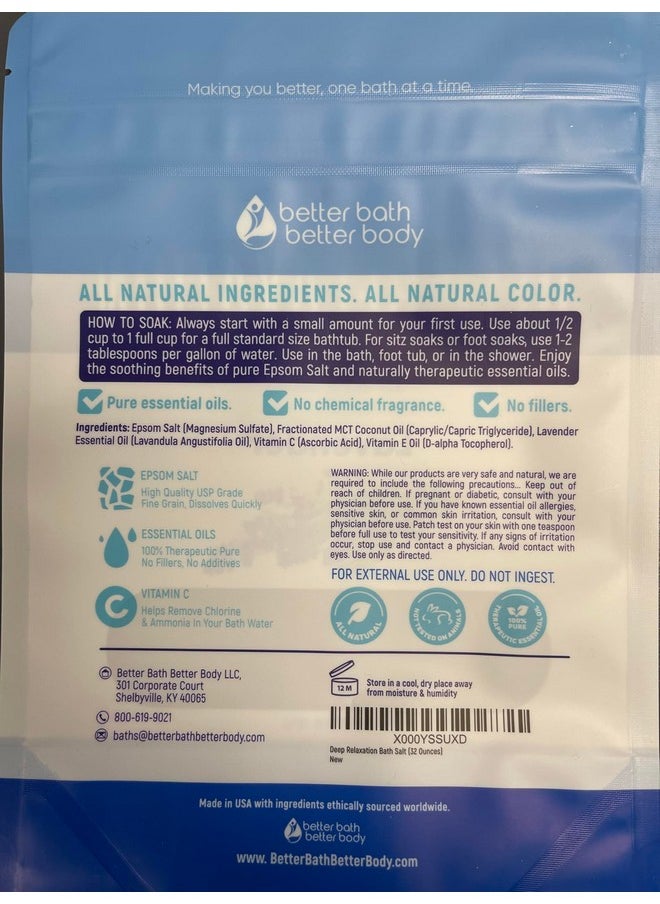 Making you better, one bath at a time.
better bath
better body
ALL NATURAL INGREDIENTS. ALL NATURAL COLOR.
HOW TO SOAK: Always start with a small amount for your first use. Use about 1/2
cup to 1 full cup for a full standard size bathtub. For sitz soaks or foot soaks, use 1-2
tablespoons per gallon of water. Use in the bath, foot tub, or in the shower. Enjoy
the soothing benefits of pure Epsom Salt and naturally therapeutic essential oils.
Pure essential oils.
No chemical fragrance.
No fillers.
Ingredients: Epsom Salt (Magnesium Sulfate), Fractionated MCT Coconut Oil (Caprylic/Capric Triglyceride), Lavender
Essential Oil (Lavandula Angustifolia Oil), Vitamin C (Ascorbic Acid), Vitamin E Oil (D-alpha Tocopherol).
EPSOM SALT
High Quality USP Grade
Fine Grain, Dissolves Quickly
ESSENTIAL OILS
100% Therapeutic Pure
No Fillers, No Additives
VITAMIN C
Helps Remove Chlorine
& Ammonia In Your Bath Water
WARNING: While our products are very safe and natural, we are
required to include the following precautions... Keep out of
reach of children. If pregnant or diabetic, consult with your
physician before use. If you have known essential oil allergies,
sensitive skin, or common skin irritation, consult with your
physician before use. Patch test on your skin with one teaspoon
before full use to test your sensitivity. If any signs of irritation
occur, stop use and contact a physician. Avoid contact with
eyes. Use only as directed.
FOR EXTERNAL USE ONLY. DO NOT INGEST.
ALL NATURAL
NOT TESTED ON ANIMALS
100%
PURE
THERAPEUTIC ESSENTIAL OIL
Better Bath Better Body LLC,
301 Corporate Court
Shelbyville, KY 40065
800-619-9021
baths@betterbathbetterbody.com
12 M
Store in a cool, dry place away
from moisture & humidity
X000YSSUXD
Deep Relaxation Bath Salt (32 Ounces)
New
Made in USA with ingredients ethically sourced worldwide.
better bath
better body
www. BetterBathBetterBody.com